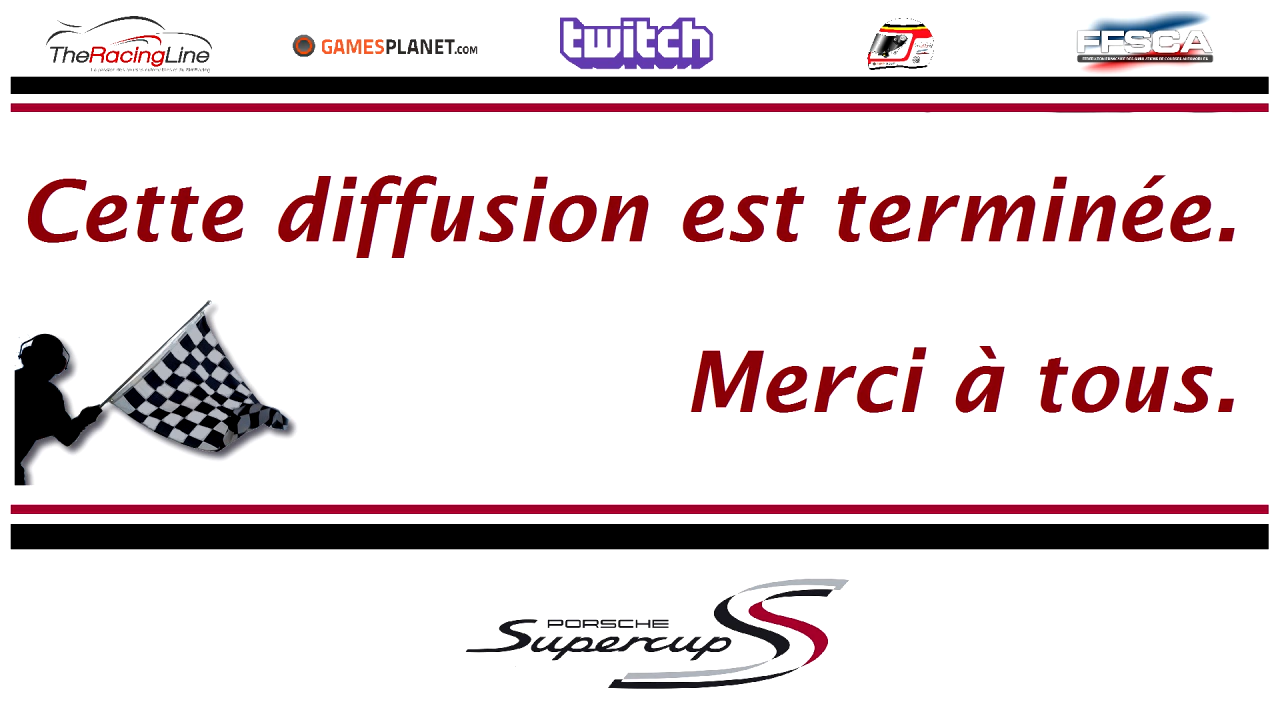 TheRacingLine
GAMESPLANET.COM
twitch
FFSCA
Cette diffusion est terminée.
Merci à tous.
PORSCHE
Supercup